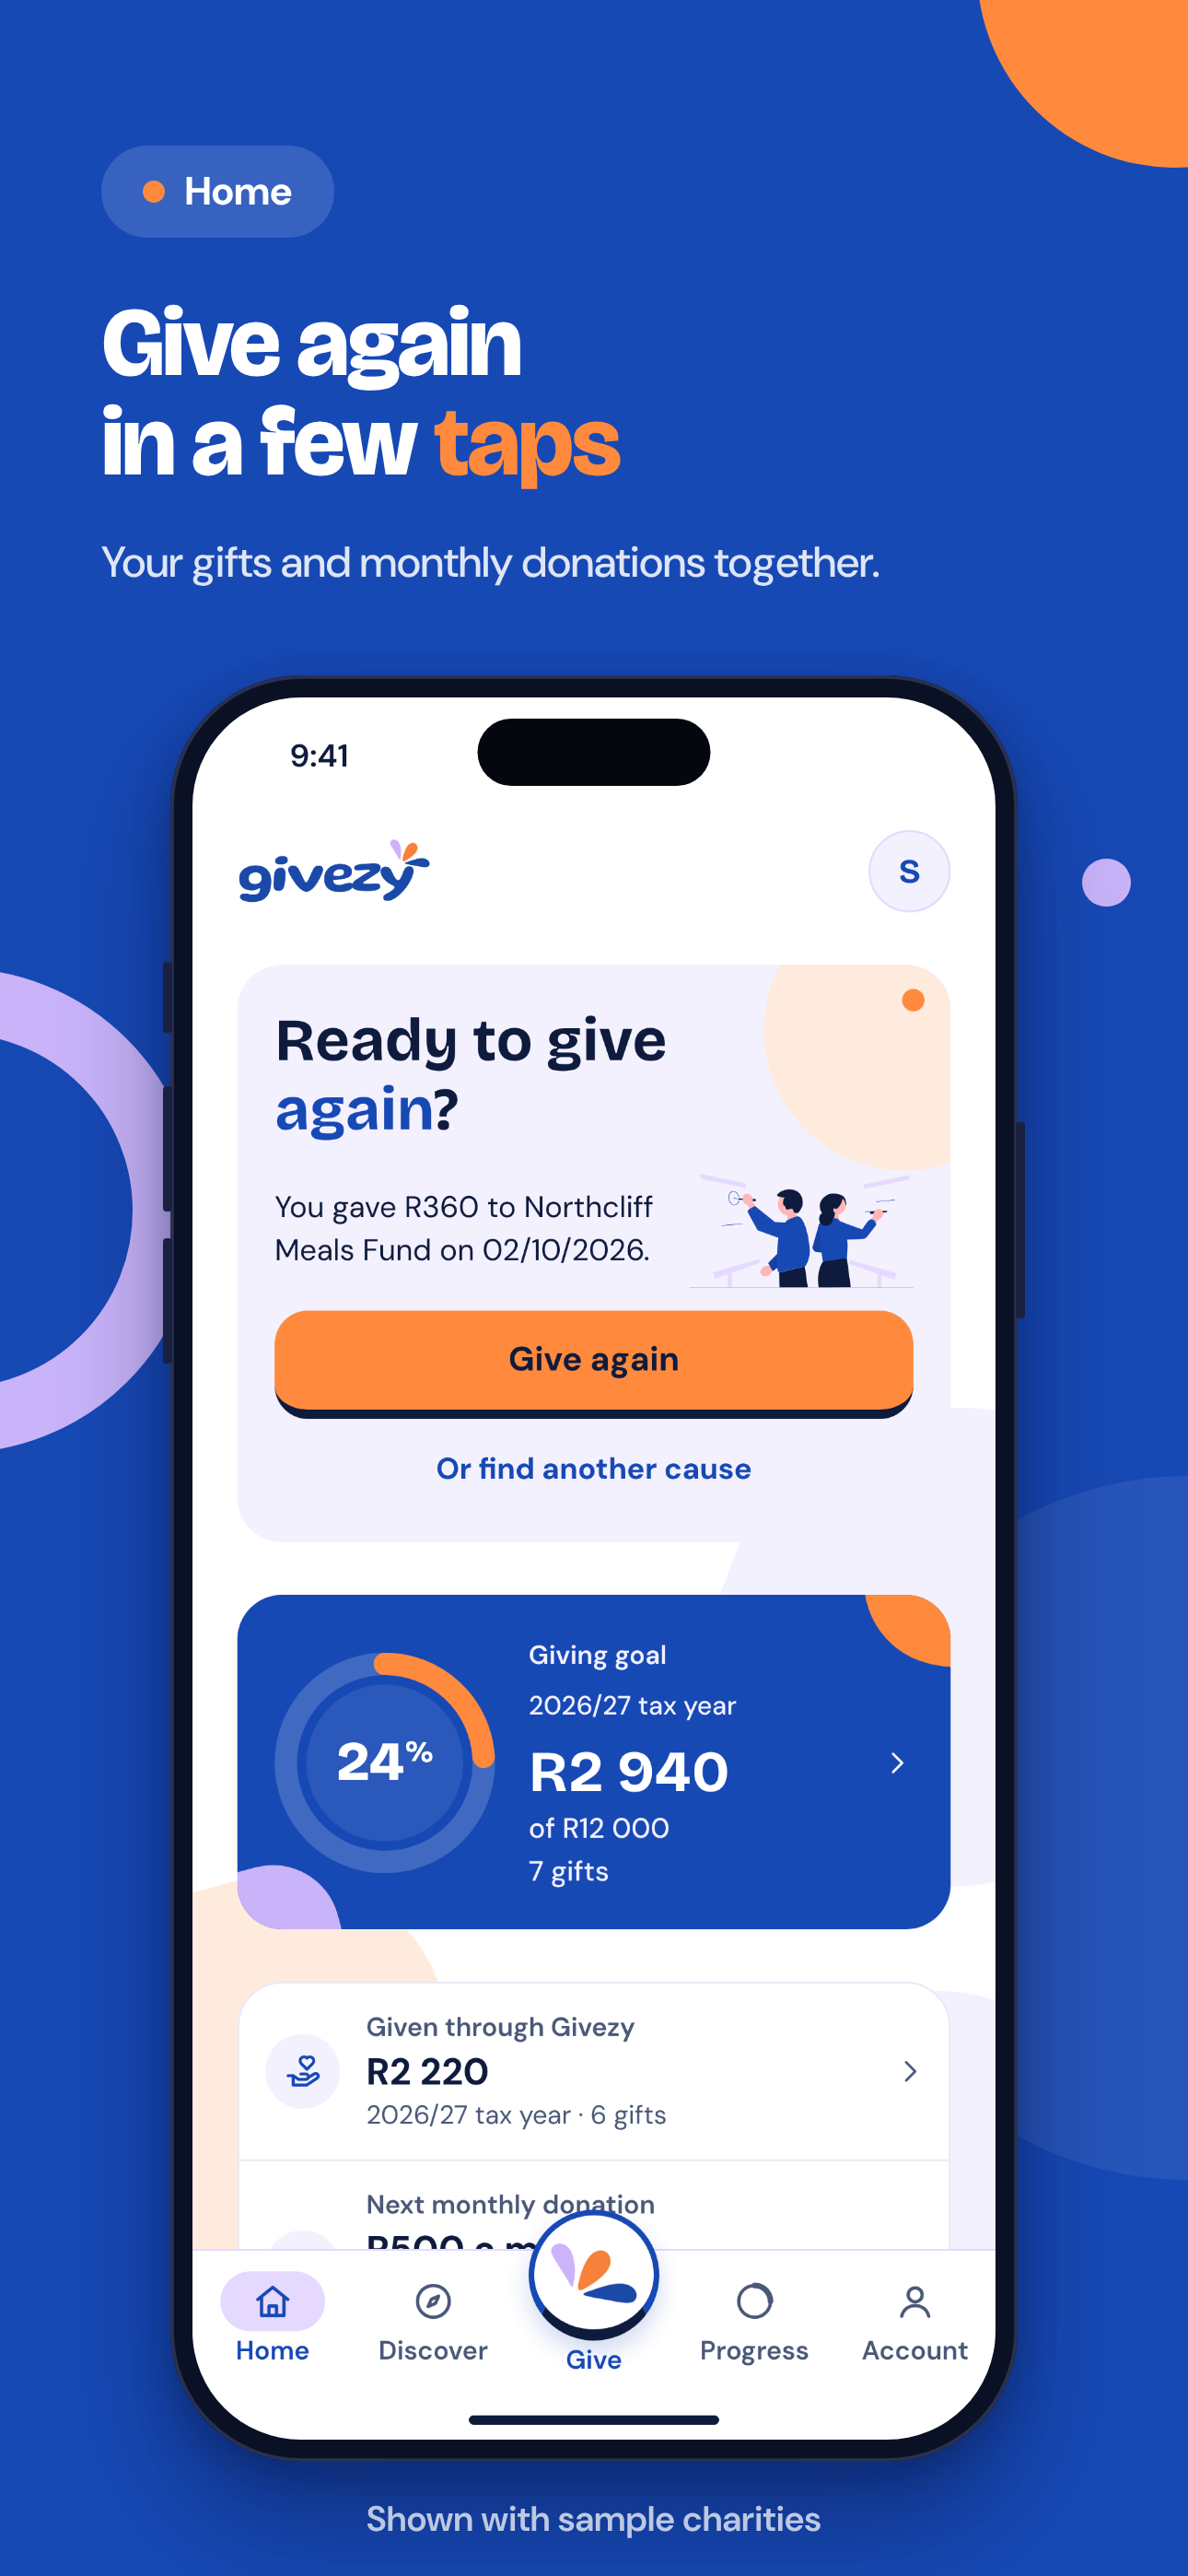 Home
Give again
in a few taps
Your gifts and monthly donations together.
9:41
givezy
S
Ready to give
again?
You gave R360 to Northcliff
Meals Fund on 02/10/2026.
Give again
Or find another cause
24%
Giving goal
2026/27 tax year
R2 940
of R12 000
7 gifts
Given through Givezy
R2 220
2026/27 tax year · 6 gifts
Next monthly donation
R500
Home
Discover
Give
Progress
Account
Shown with sample charities